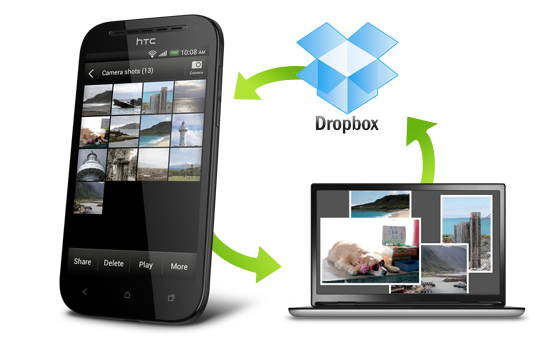 hTC
10:08 AM
Camera shots (13)
Camera
Share Delete Play More
Dropbox